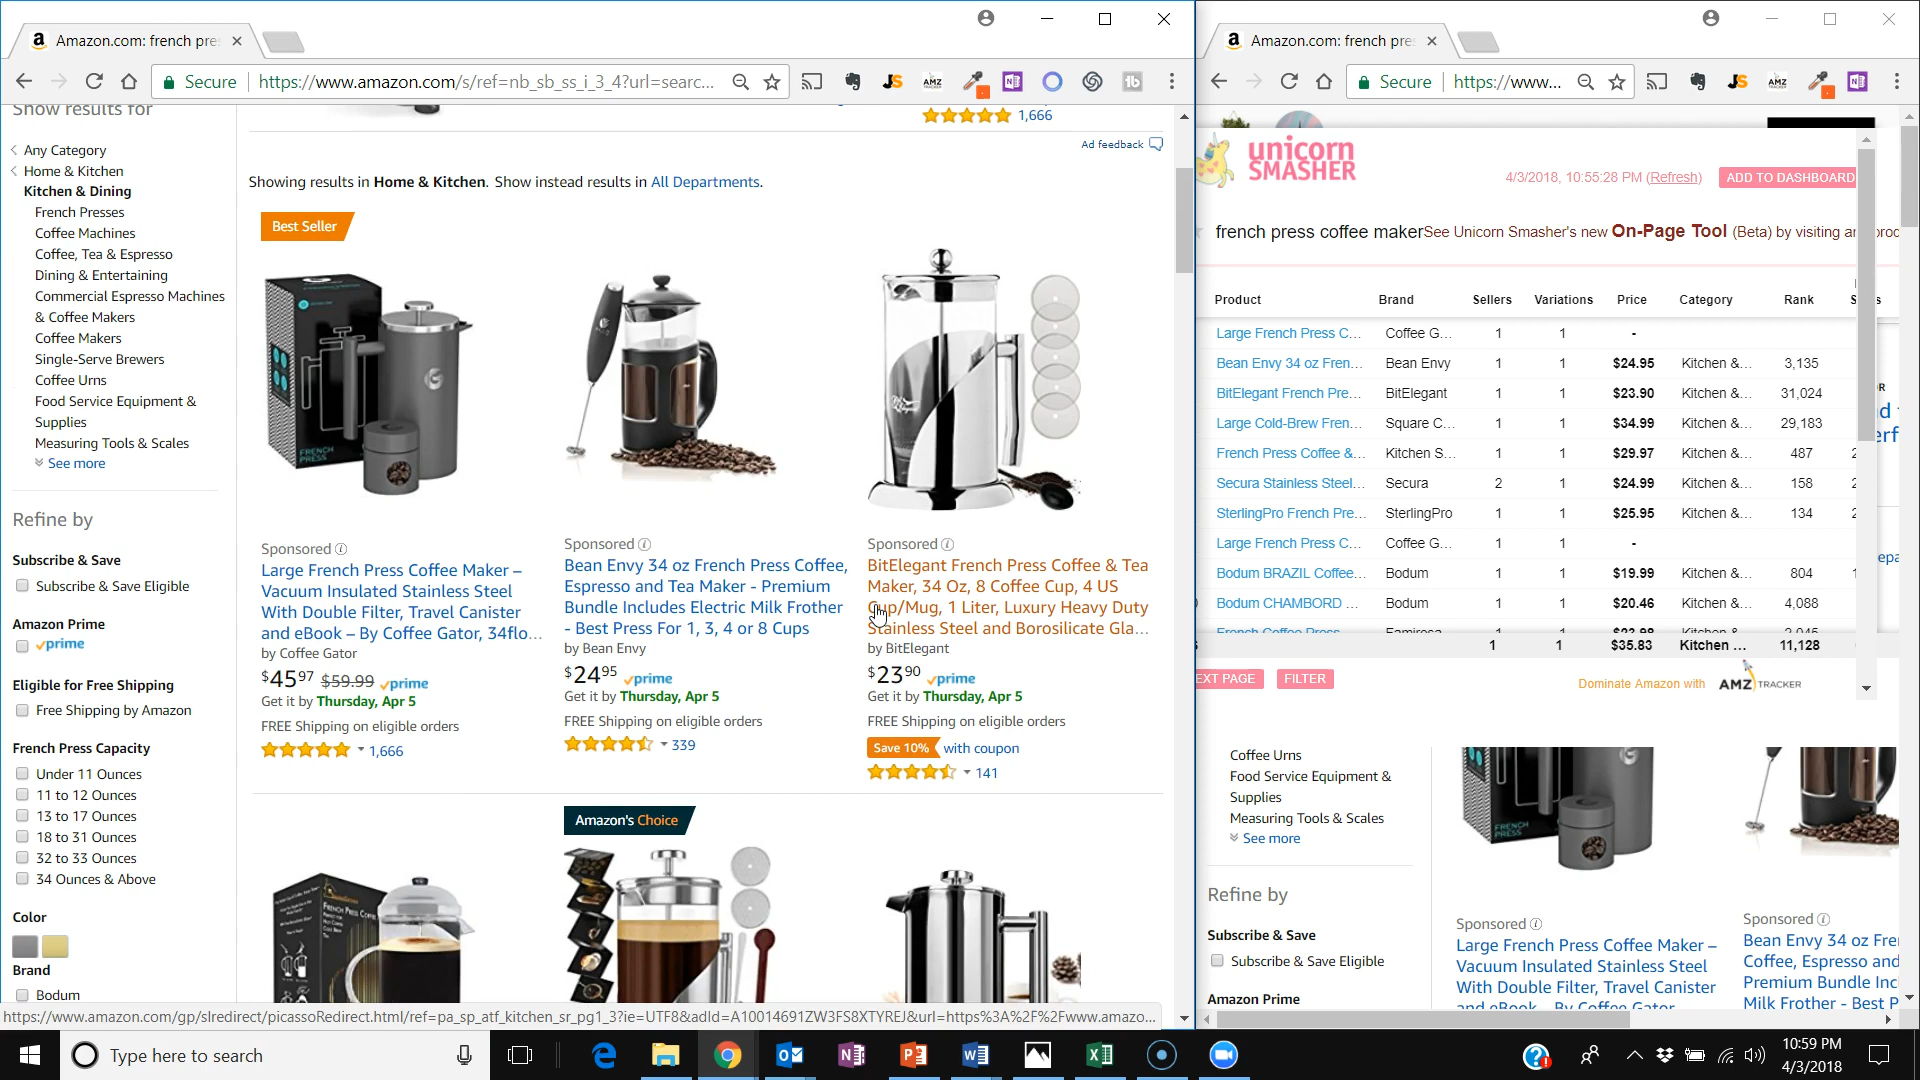 Amazon.com: french pre
Secure
https://www.amazon.com/s/ref=nb_sb_ss_i_3_4?url=searc...
Show results for
Any Category
Home & Kitchen
Kitchen & Dining
French Presses
Coffee Machines
Coffee, Tea & Espresso
Dining & Entertaining
Commercial Espresso Machines
& Coffee Makers
Coffee Makers
Single-Serve Brewers
Coffee Urns
Food Service Equipment &
Supplies
Measuring Tools & Scales
See more
Refine by
Subscribe & Save
Subscribe & Save Eligible
Amazon Prime
prime
Eligible for Free Shipping
Free Shipping by Amazon
French Press Capacity
Under 11 Ounces
11 to 12 Ounces
13 to 17 Ounces
18 to 31 Ounces
32 to 33 Ounces
34 Ounces & Above
Color
Brand
Bodum
1,666
Ad feedback
Showing results in Home & Kitchen. Show instead results in All Departments.
Best Seller
FRENCH PRESS
Sponsored
Large French Press Coffee Maker –
Vacuum Insulated Stainless Steel
With Double Filter, Travel Canister
and eBook – By Coffee Gator, 34flo...
by Coffee Gator
$45 97 $59.99 prime
Get it by Thursday, Apr 5
FREE Shipping on eligible orders
1,666
Sponsored
Bean Envy 34 oz French Press Coffee,
Espresso and Tea Maker - Premium
Bundle Includes Electric Milk Frother
- Best Press For 1, 3, 4 or 8 Cups
by Bean Envy
$24 95 prime
Get it by Thursday, Apr 5
FREE Shipping on eligible orders
339
Sponsored
BitElegant French Press Coffee & Tea
Maker, 34 Oz, 8 Coffee Cup, 4 US
Cup/Mug, 1 Liter, Luxury Heavy Duty
Stainless Steel and Borosilicate Gla...
by BitElegant
$23 90 prime
Get it by Thursday, Apr 5
FREE Shipping on eligible orders
Save 10% with coupon
141
Amazon's Choice
https://www.amazon.com/gp/slredirect/picassoRedirect.html/ref=pa_sp_atf_kitchen_sr_pg1_3?ie=UTF8&adId=A10014691ZW3FS8XTYREJ&url=https%3A%2F%2Fwww.amazo...
Amazon.com: french pre
Secure
https://www...
unicorn
SMASHER
4/3/2018, 10:55:28 PM (Refresh)
ADD TO DASHBOARD
french press coffee maker See Unicorn Smasher's new On-Page Tool (Beta) by visiting an
Product Brand Sellers Variations Price Category Rank
Large French Press C... Coffee G... 1 1 -
Bean Envy 34 oz Fren... Bean Envy 1 1 $24.95 Kitchen &... 3,135
BitElegant French Pre... BitElegant 1 1 $23.90 Kitchen &... 31,024
Large Cold-Brew Fren... Square C... 1 1 $34.99 Kitchen &... 29,183
French Press Coffee &... Kitchen S... 1 1 $29.97 Kitchen &... 487
Secura Stainless Steel... Secura 2 1 $24.99 Kitchen &... 158
SterlingPro French Pre... SterlingPro 1 1 $25.95 Kitchen &... 134
Large French Press C... Coffee G... 1 1 -
Bodum BRAZIL Coffee... Bodum 1 1 $19.99 Kitchen &... 804
Bodum CHAMBORD ... Bodum 1 1 $20.46 Kitchen &... 4,088
1 1 $35.83 Kitchen ... 11,128
EXT PAGE
FILTER
Dominate Amazon with AMZ TRACKER
Coffee Urns
Food Service Equipment &
Supplies
Measuring Tools & Scales
See more
Refine by
Subscribe & Save
Subscribe & Save Eligible
Amazon Prime
FRENCH PRESS
Sponsored
Large French Press Coffee Maker –
Vacuum Insulated Stainless Steel
With Double Filter, Travel Canister
and eBook – By Coffee Gator
Sponsored
Bean Envy 34 oz Fre
Coffee, Espresso and
Premium Bundle Inc
Milk Frother - Best P
Type here to search
10:59 PM
4/3/2018